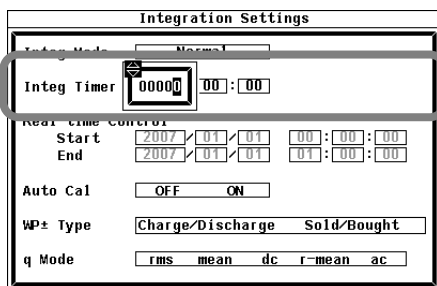 Integration Settings
Integ Mode Normal
Integ Timer 00000 00 : 00
Real time Control
Start 2007 / 01 / 01 00 : 00 : 00
End 2007 / 01 / 01 01 : 00 : 00
Auto Cal OFF ON
WP± Type Charge/Discharge Sold/Bought
q Mode rms mean dc r-mean ac